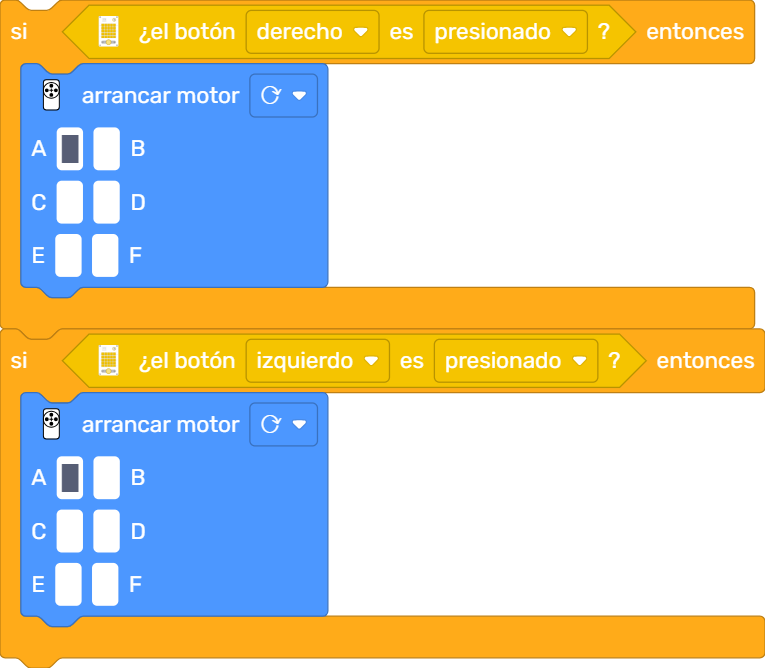 si ¿el botón derecho es presionado ? entonces
arrancar motor
A B
C D
E F
si ¿el botón izquierdo es presionado ? entonces
arrancar motor
A B
C D
E F